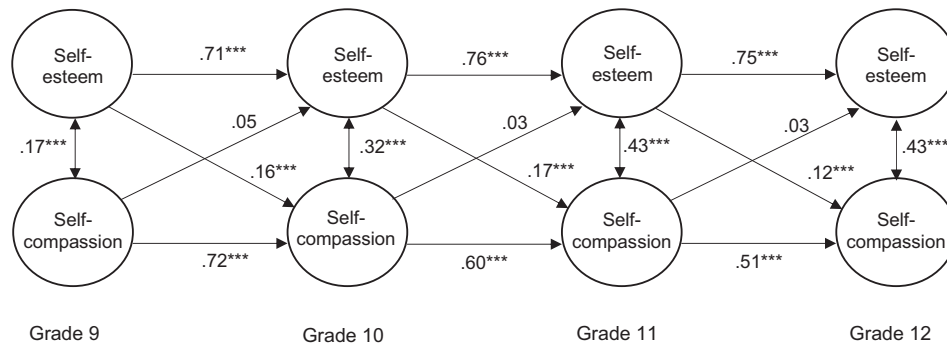 Self-
esteem
.71***
Self-
esteem
.76***
Self-
esteem
.75***
Self-
esteem
.05
.03
.03
.17***
.16***
.32***
.17***
.43***
.12***
.43***
Self-
compassion
.72***
Self-
compassion
.60***
Self-
compassion
.51***
Self-
compassion
Grade 9
Grade 10
Grade 11
Grade 12